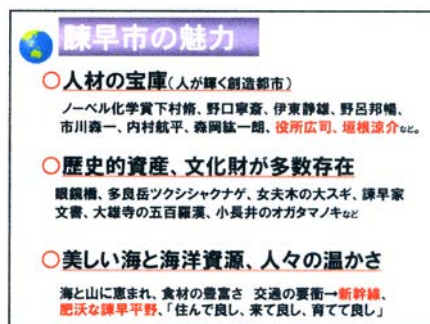 諫早市の魅力
○人材の宝庫(人が輝く創造都市)
ノーベル化学賞下村脩、野口寧斎、伊東静雄、野呂邦暢、
市川森一、内村航平、森岡紘一朗、役所広司、垣根涼介など。
○歴史的資産、文化財が多数存在
眼鏡橋、多良岳ツクシシャクナゲ、女夫木の大スギ、諫早家
文書、大雄寺の五百羅漢、小長井のオガタマノキなど
○美しい海と海洋資源、人々の温かさ
海と山に恵まれ、食材の豊富さ 交通の要衝→新幹線、
肥沃な諫早平野、「住んで良し、来て良し、育てて良し」